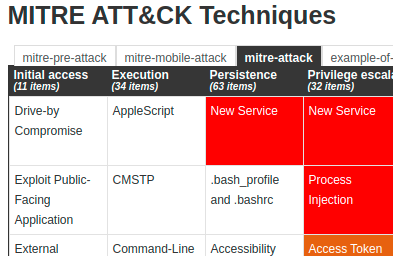 MITRE ATT&CK Techniques
mitre-pre-attack mitre-mobile-attack mitre-attack example-of-
Initial access Execution Persistence Privilege escala
(11 items) (34 items) (63 items) (32 items)
Drive-by AppleScript New Service New Service
Compromise
Exploit Public- CMSTP .bash_profile Process
Facing and .bashrc Injection
Application
External Command-Line Accessibility Access Token